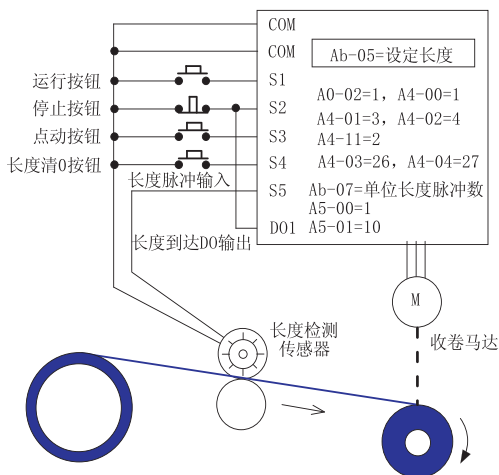 COM
COM
Ab-05=设定长度
运行按钮
S1
A0-02=1，A4-00=1
停止按钮
S2
A4-01=3，A4-02=4
点动按钮
S3
A4-11=2
长度清0按钮
S4
A4-03=26，A4-04=27
长度脉冲输入
S5
Ab-07=单位长度脉冲数
A5-00=1
长度到达DO输出
DO1
A5-01=10
M
长度检测
传感器
收卷马达